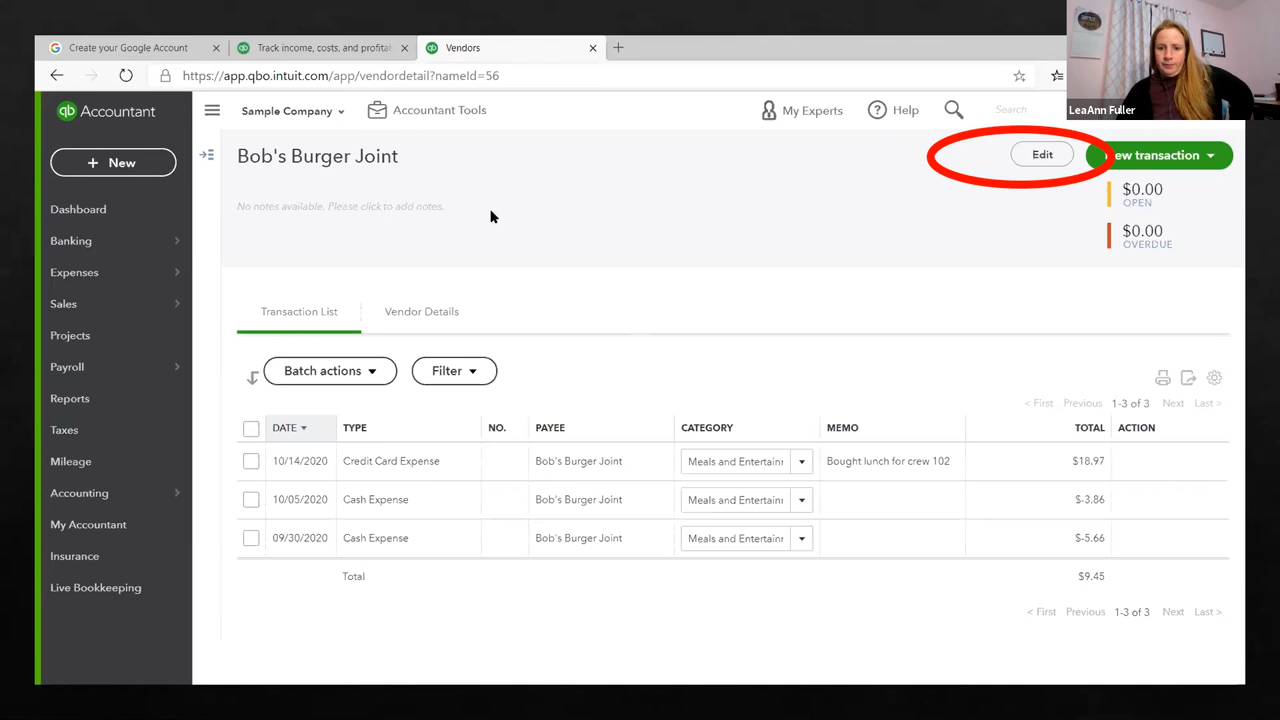 Create your Google Account
Track income, costs, and profita
Vendors
https://app.qbo.intuit.com/app/vendordetail?nameId=56
LeaAnn Fuller
qb Accountant
Sample Company
Accountant Tools
My Experts
Help
Search
+ New
Dashboard
Banking
Expenses
Sales
Projects
Payroll
Reports
Taxes
Mileage
Accounting
My Accountant
Insurance
Live Bookkeeping
Bob's Burger Joint
Edit
New transaction
No notes available. Please click to add notes.
$0.00
OPEN
$0.00
OVERDUE
Transaction List
Vendor Details
Batch actions
Filter
< First Previous 1-3 of 3 Next Last >
DATE TYPE NO. PAYEE CATEGORY MEMO TOTAL ACTION
10/14/2020 Credit Card Expense Bob's Burger Joint Meals and Entertainr Bought lunch for crew 102 $18.97
10/05/2020 Cash Expense Bob's Burger Joint Meals and Entertainr $-3.86
09/30/2020 Cash Expense Bob's Burger Joint Meals and Entertainr $-5.66
Total $9.45
< First Previous 1-3 of 3 Next Last >